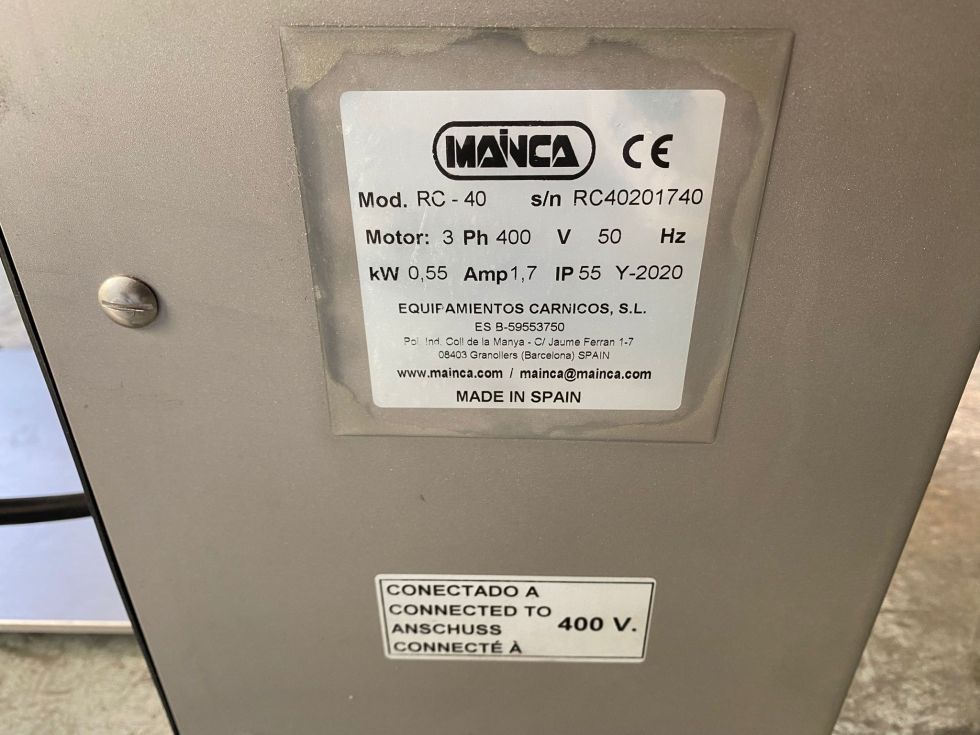 MAINCA CE
Mod. RC - 40 s/n RC40201740
Motor: 3 Ph 400 V 50 Hz
kW 0,55 Amp 1,7 IP 55 Y-2020
EQUIPAMIENTOS CARNICOS, S.L.
ES B-59553750
Pol. Ind. Coll de la Manya - C/ Jaume Ferran 1-7
08403 Granollers (Barcelona) SPAIN
www.mainca.com / mainca@mainca.com
MADE IN SPAIN
CONECTADO A
CONNECTED TO 400 V.
ANSCHUSS
CONNECTÉ À